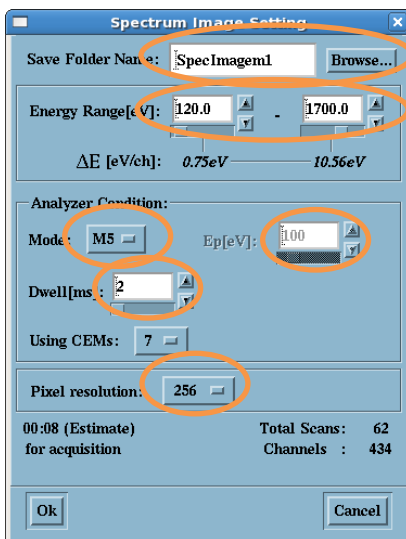 Spectrum Image Setting
Save Folder Name: SpecImagem1 Browse...
Energy Range[eV]: 120.0 - 1700.0
ΔE [eV/ch]: 0.75eV 10.56eV
Analyzer Condition:
Mode: M5 Ep[eV]: 100
Dwell[ms]: 2
Using CEMs: 7
Pixel resolution: 256
00:08 (Estimate) Total Scans: 62
for acquisition Channels : 434
Ok Cancel